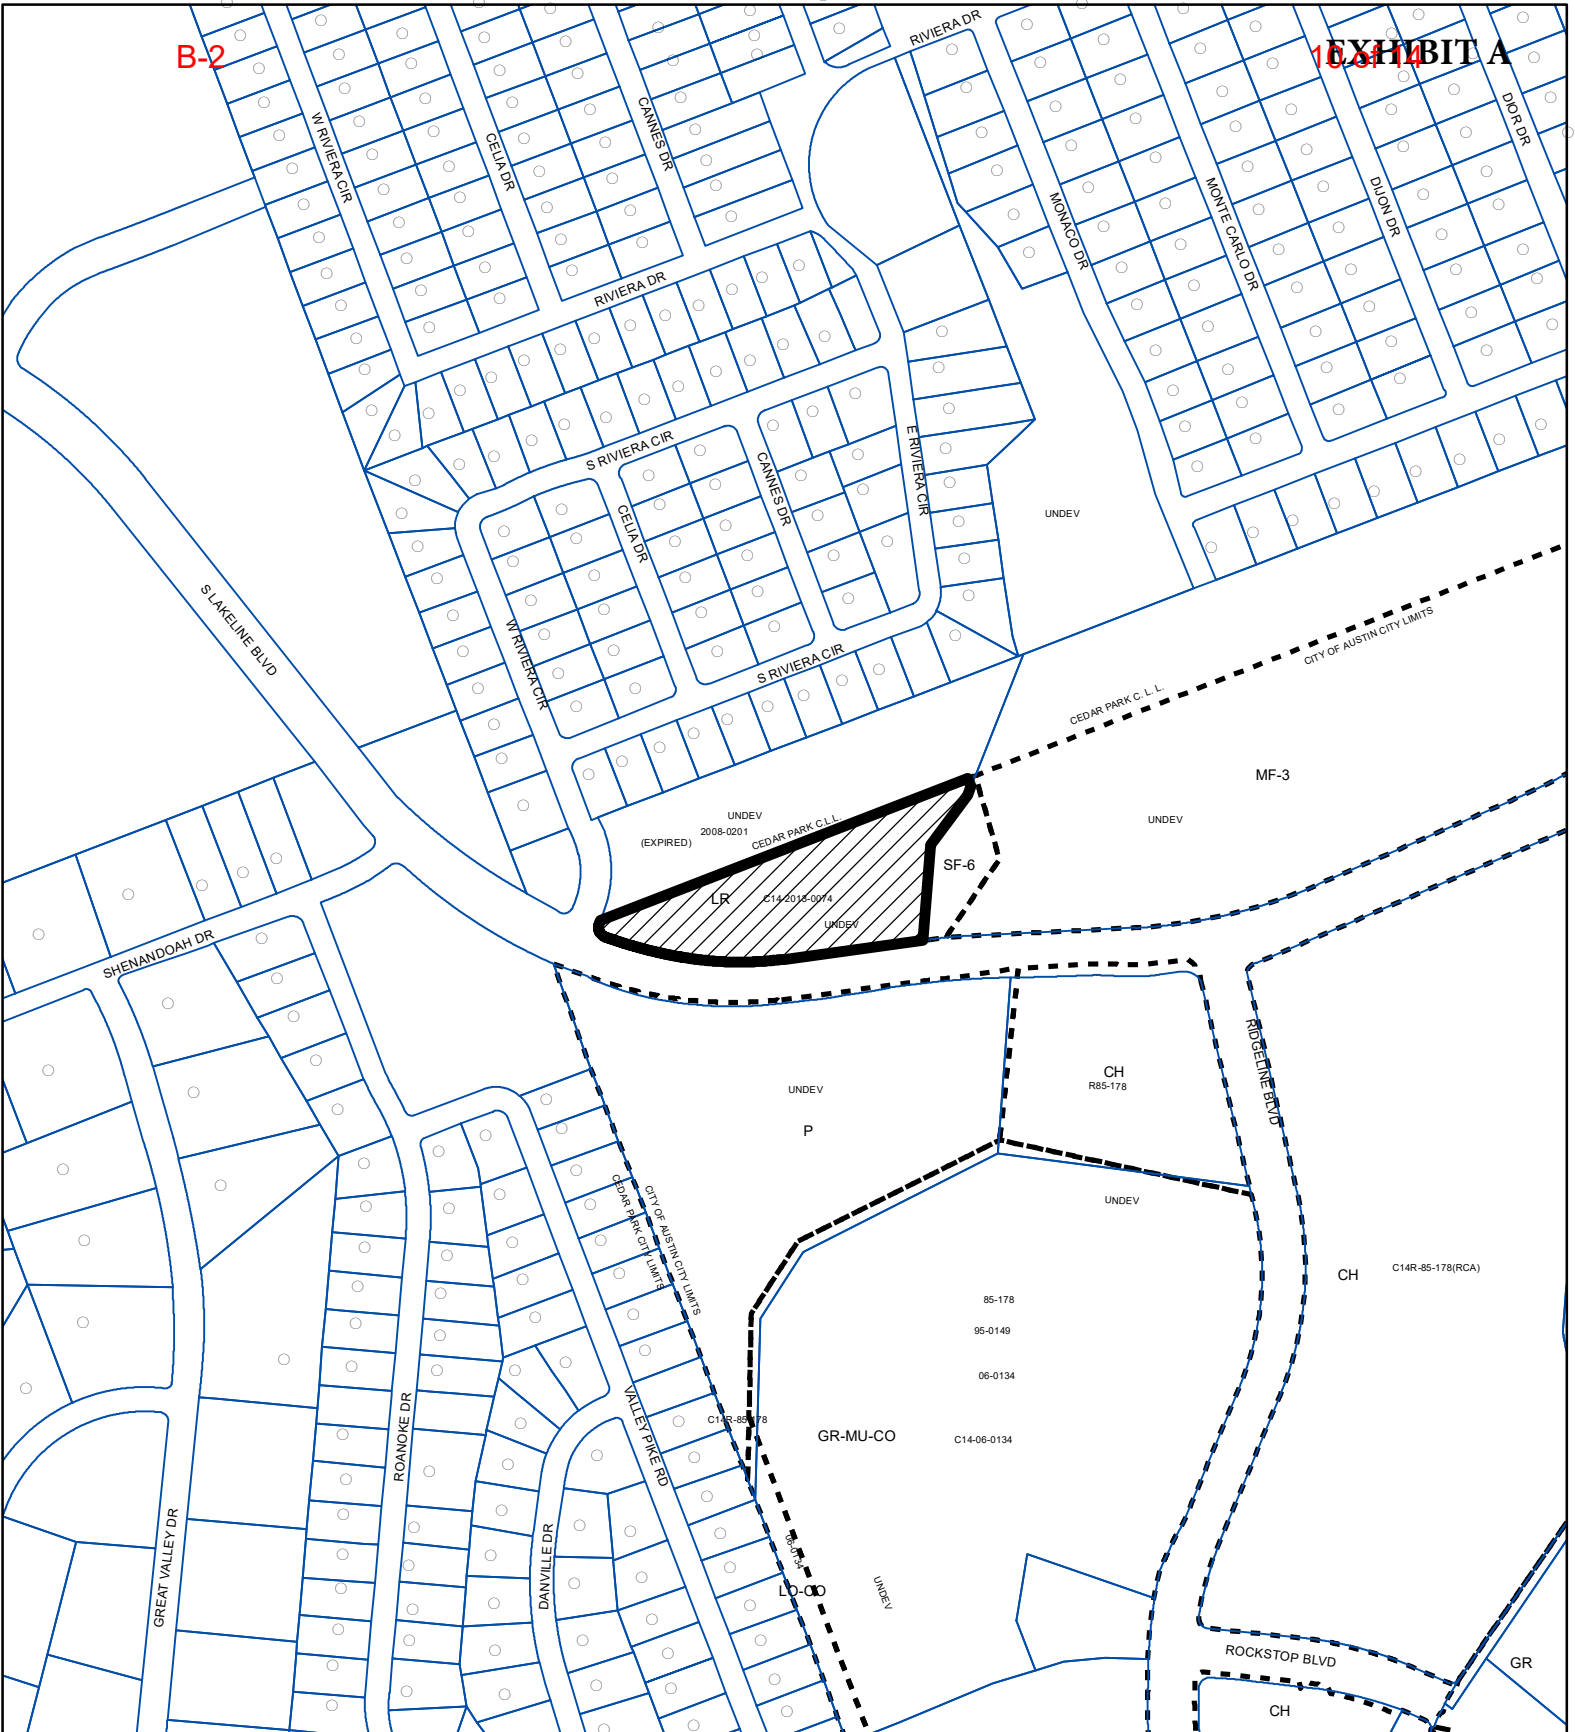 B-2
EXHIBIT A
10 of 14
RIVIERA DR
W RIVIERA CIR
CELIA DR
CANNES DR
MONACO DR
MONTE CARLO DR
DIJON DR
DIOR DR
RIVIERA DR
S RIVIERA CIR
CELIA DR
CANNES DR
E RIVIERA CIR
UNDEV
S LAKELINE BLVD
W RIVIERA CIR
S RIVIERA CIR
CITY OF AUSTIN CITY LIMITS
CEDAR PARK C. L. L.
MF-3
UNDEV
UNDEV
2008-0201
(EXPIRED)
CEDAR PARK C.L.L.
SF-6
LR
C14-2013-0074
UNDEV
SHENANDOAH DR
RIDGELINE BLVD
CH
R85-178
UNDEV
P
UNDEV
CITY OF AUSTIN CITY LIMITS
CEDAR PARK CITY LIMITS
CH
C14R-85-178(RCA)
85-178
95-0149
06-0134
C14R-85-178
GR-MU-CO
C14-06-0134
VALLEY PIKE RD
ROANOKE DR
GREAT VALLEY DR
DANVILLE DR
06-0134
LO-CO
UNDEV
ROCKSTOP BLVD
GR
CH